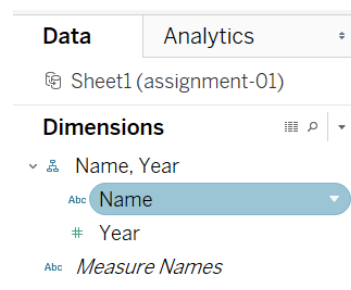 Data Analytics
Sheet1 (assignment-01)
Dimensions
Name, Year
Abc Name
# Year
Abc Measure Names